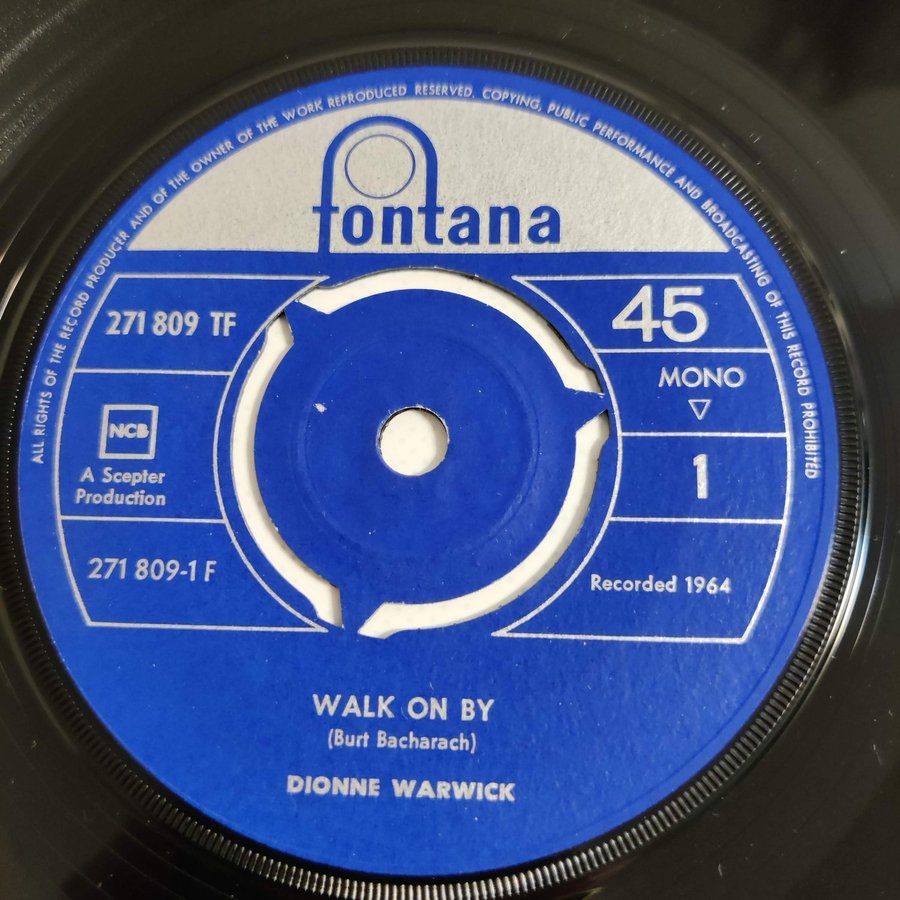 ALL RIGHTS OF THE RECORD PRODUCER AND OF THE OWNER OF THE WORK REPRODUCED RESERVED. COPYING, PUBLIC PERFORMANCE AND BROADCASTING OF THIS RECORD PROHIBITED
fontana
271 809 TF
45
MONO
NCB
1
A Scepter
Production
271 809-1 F
Recorded 1964
WALK ON BY
(Burt Bacharach)
DIONNE WARWICK